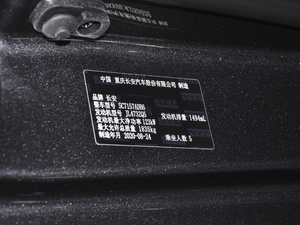 中国 重庆长安汽车股份有限公司 制造
品牌 长安
整车型号 SC7157ADB6
发动机型号 JL473ZQ5 发动机排量 1494mL
发动机最大净功率 123kW
最大允许总质量 1835kg
制造年月 2020-06-24 乘坐人数 5